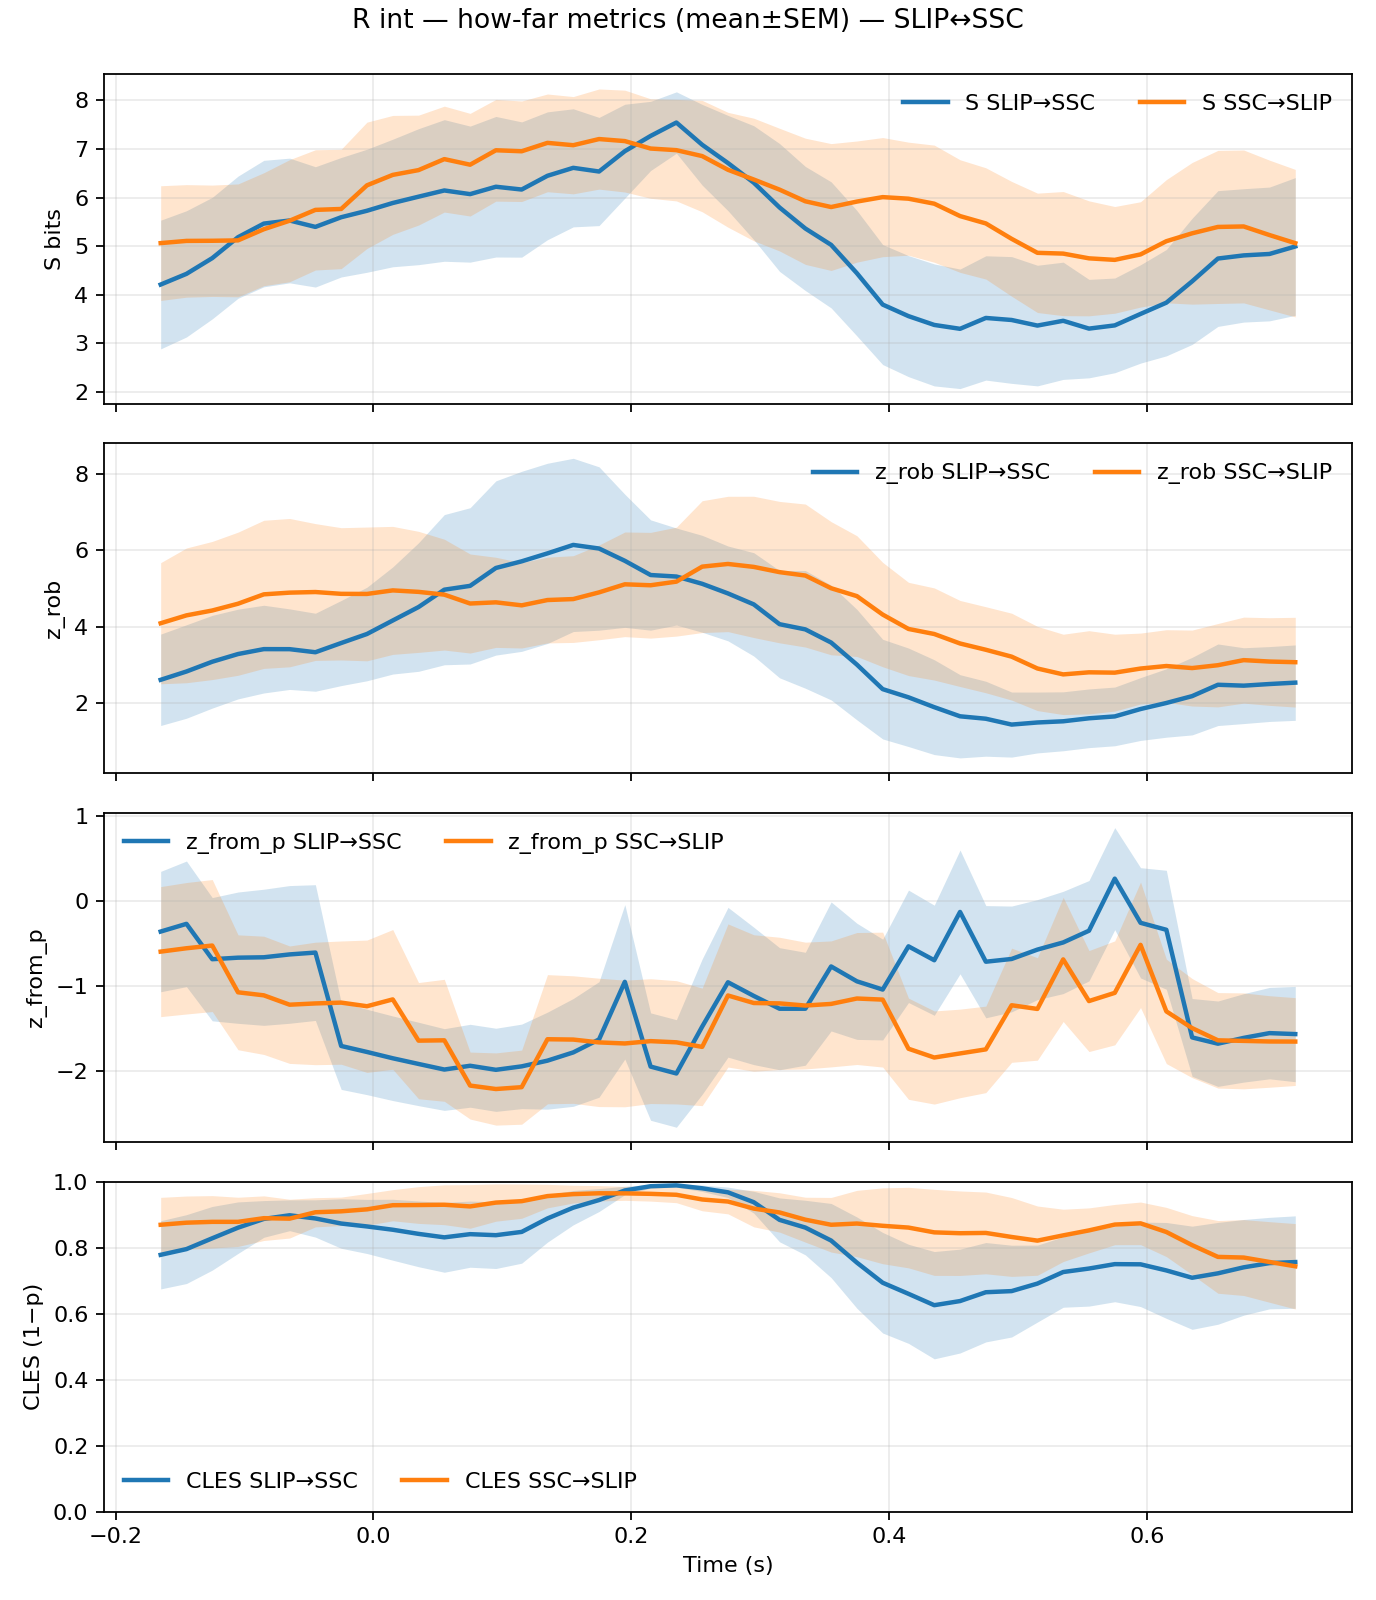 R int — how-far metrics (mean±SEM) — SLIP↔SSC
S bits
8
7
6
5
4
3
2
S SLIP→SSC
S SSC→SLIP
z_rob
8
6
4
2
z_rob SLIP→SSC
z_rob SSC→SLIP
z_from_p
1
0
−1
−2
z_from_p SLIP→SSC
z_from_p SSC→SLIP
CLES (1−p)
1.0
0.8
0.6
0.4
0.2
0.0
CLES SLIP→SSC
CLES SSC→SLIP
−0.2
0.0
0.2
0.4
0.6
Time (s)